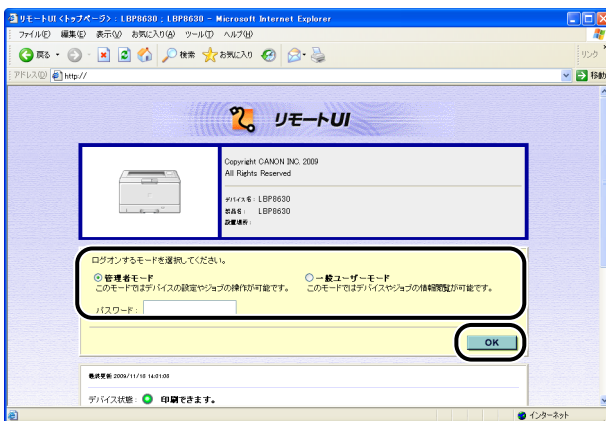 リモートUI <トップページ> : LBP8630 ; LBP8630 - Microsoft Internet Explorer
ファイル(F) 編集(E) 表示(V) お気に入り(A) ツール(T) ヘルプ(H)
戻る 検索 お気に入り リンク
アドレス(D) http:// 移動
リモートUI
Copyright CANON INC. 2009
All Rights Reserved
デバイス名 : LBP8630
製品名 : LBP8630
設置場所 :
ログオンするモードを選択してください。
管理者モード 一般ユーザーモード
このモードではデバイスの設定やジョブの操作が可能です。 このモードではデバイスやジョブの情報閲覧が可能です。
パスワード :
OK
最終更新 2009/11/16 14:01:08
デバイス状態 : 印刷できます。
インターネット